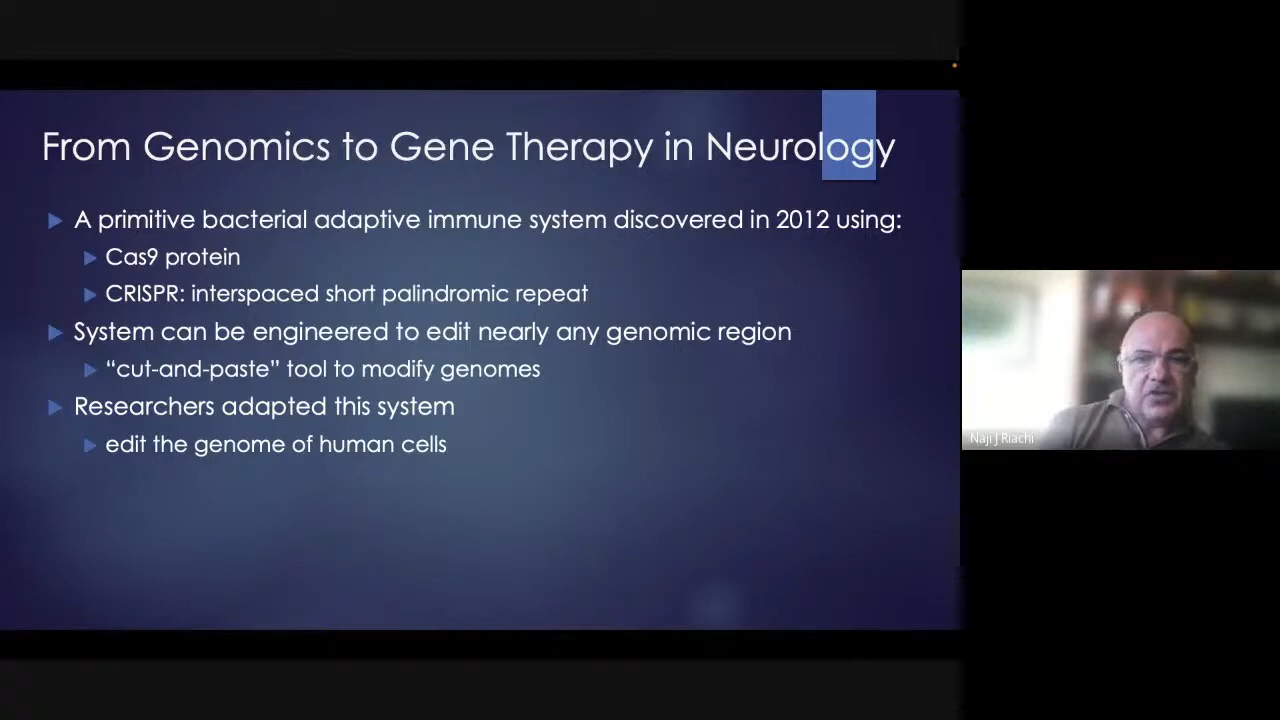 From Genomics to Gene Therapy in Neurology
A primitive bacterial adaptive immune system discovered in 2012 using:
Cas9 protein
CRISPR: interspaced short palindromic repeat
System can be engineered to edit nearly any genomic region
“cut-and-paste” tool to modify genomes
Researchers adapted this system
edit the genome of human cells
Naji J Riachi